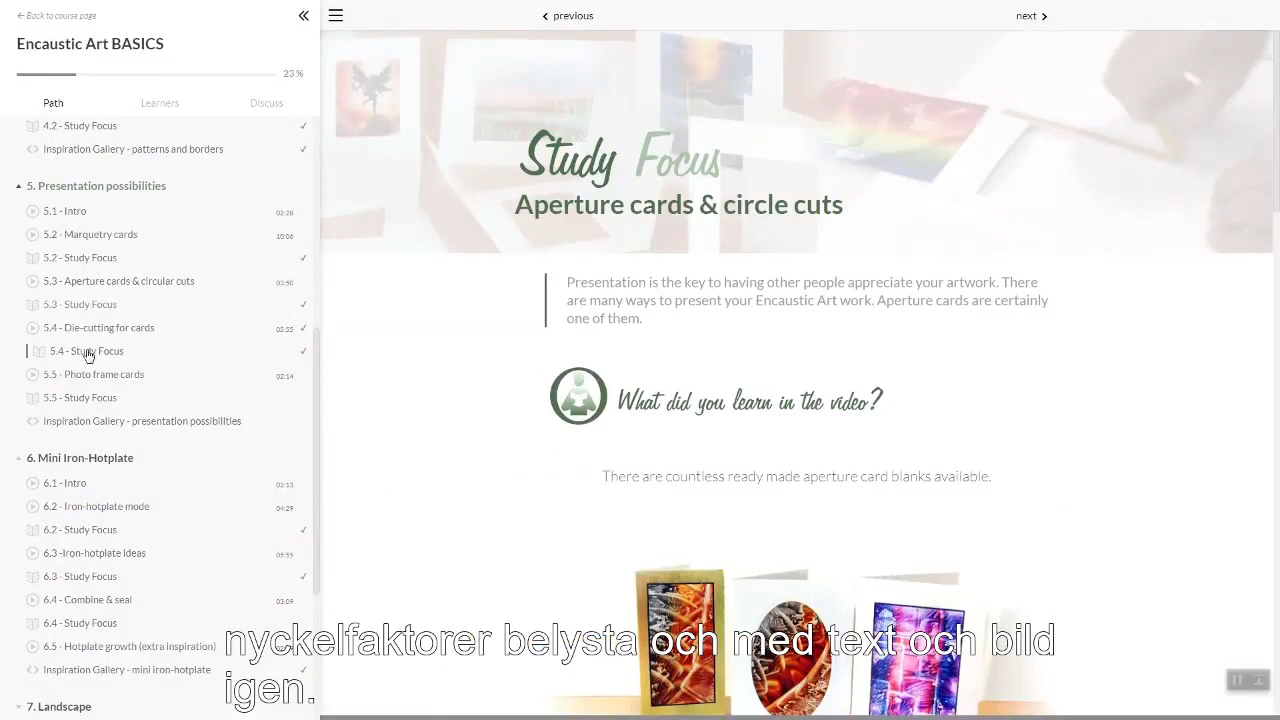 ← Back to course page
Encaustic Art BASICS
23 %
Path Learners Discuss
4.2 - Study Focus ✓
Inspiration Gallery - patterns and borders ✓
5. Presentation possibilities
5.1 - Intro 02:28
5.2 - Marquetry cards 10:06
5.2 - Study Focus ✓
5.3 - Aperture cards & circular cuts 03:50
5.3 - Study Focus ✓
5.4 - Die-cutting for cards 05:55 ✓
5.4 - Study Focus ✓
5.5 - Photo frame cards 02:14
5.5 - Study Focus
Inspiration Gallery - presentation possibilities
6. Mini Iron-Hotplate
6.1 - Intro 02:13
6.2 - Iron-hotplate mode 04:29
6.2 - Study Focus ✓
6.3 -Iron-hotplate Ideas 05:55
6.3 - Study Focus ✓
6.4 - Combine & seal 03:09
6.4 - Study Focus
6.5 - Hotplate growth (extra inspiration)
Inspiration Gallery - mini iron-hotplate
7. Landscape
previous next
Study Focus
Aperture cards & circle cuts
Presentation is the key to having other people appreciate your artwork. There
are many ways to present your Encaustic Art work. Aperture cards are certainly
one of them.
What did you learn in the video?
There are countless ready made aperture card blanks available.
nyckelfaktorer belysta och med text och bild
igen.